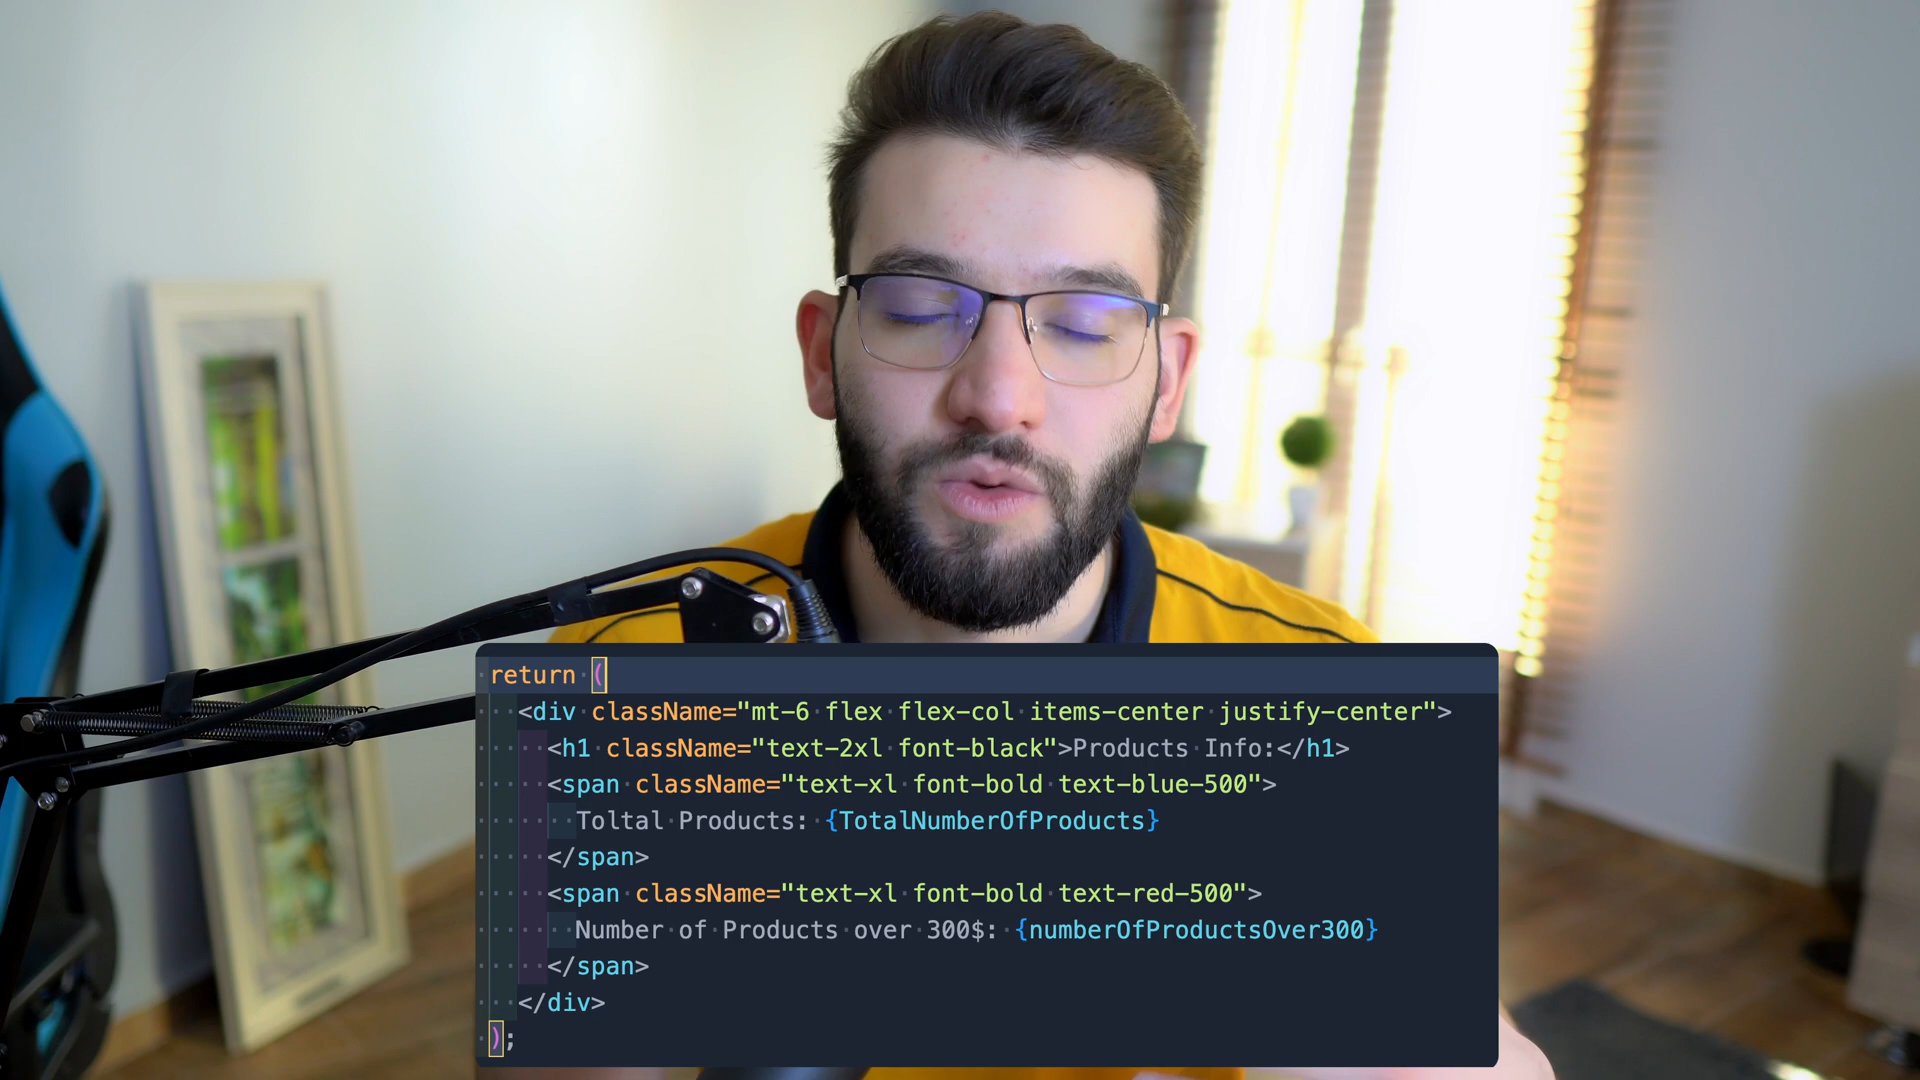 return (
<div className="mt-6 flex flex-col items-center justify-center">
<h1 className="text-2xl font-black">Products Info:</h1>
<span className="text-xl font-bold text-blue-500">
Toltal Products: {TotalNumberOfProducts}
</span>
<span className="text-xl font-bold text-red-500">
Number of Products over 300$: {numberOfProductsOver300}
</span>
</div>
);